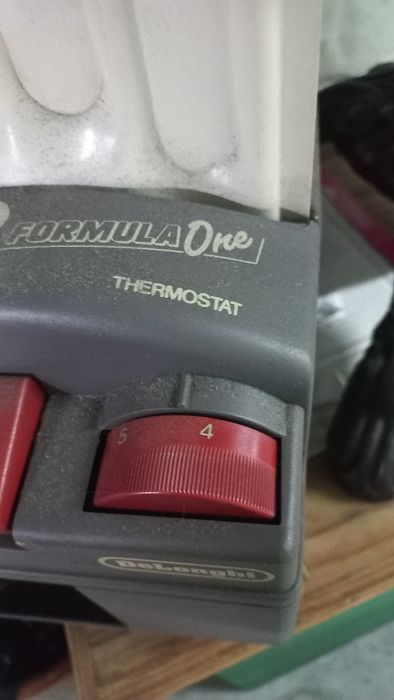 FORMULA One
THERMOSTAT
5 4
DeLonghi